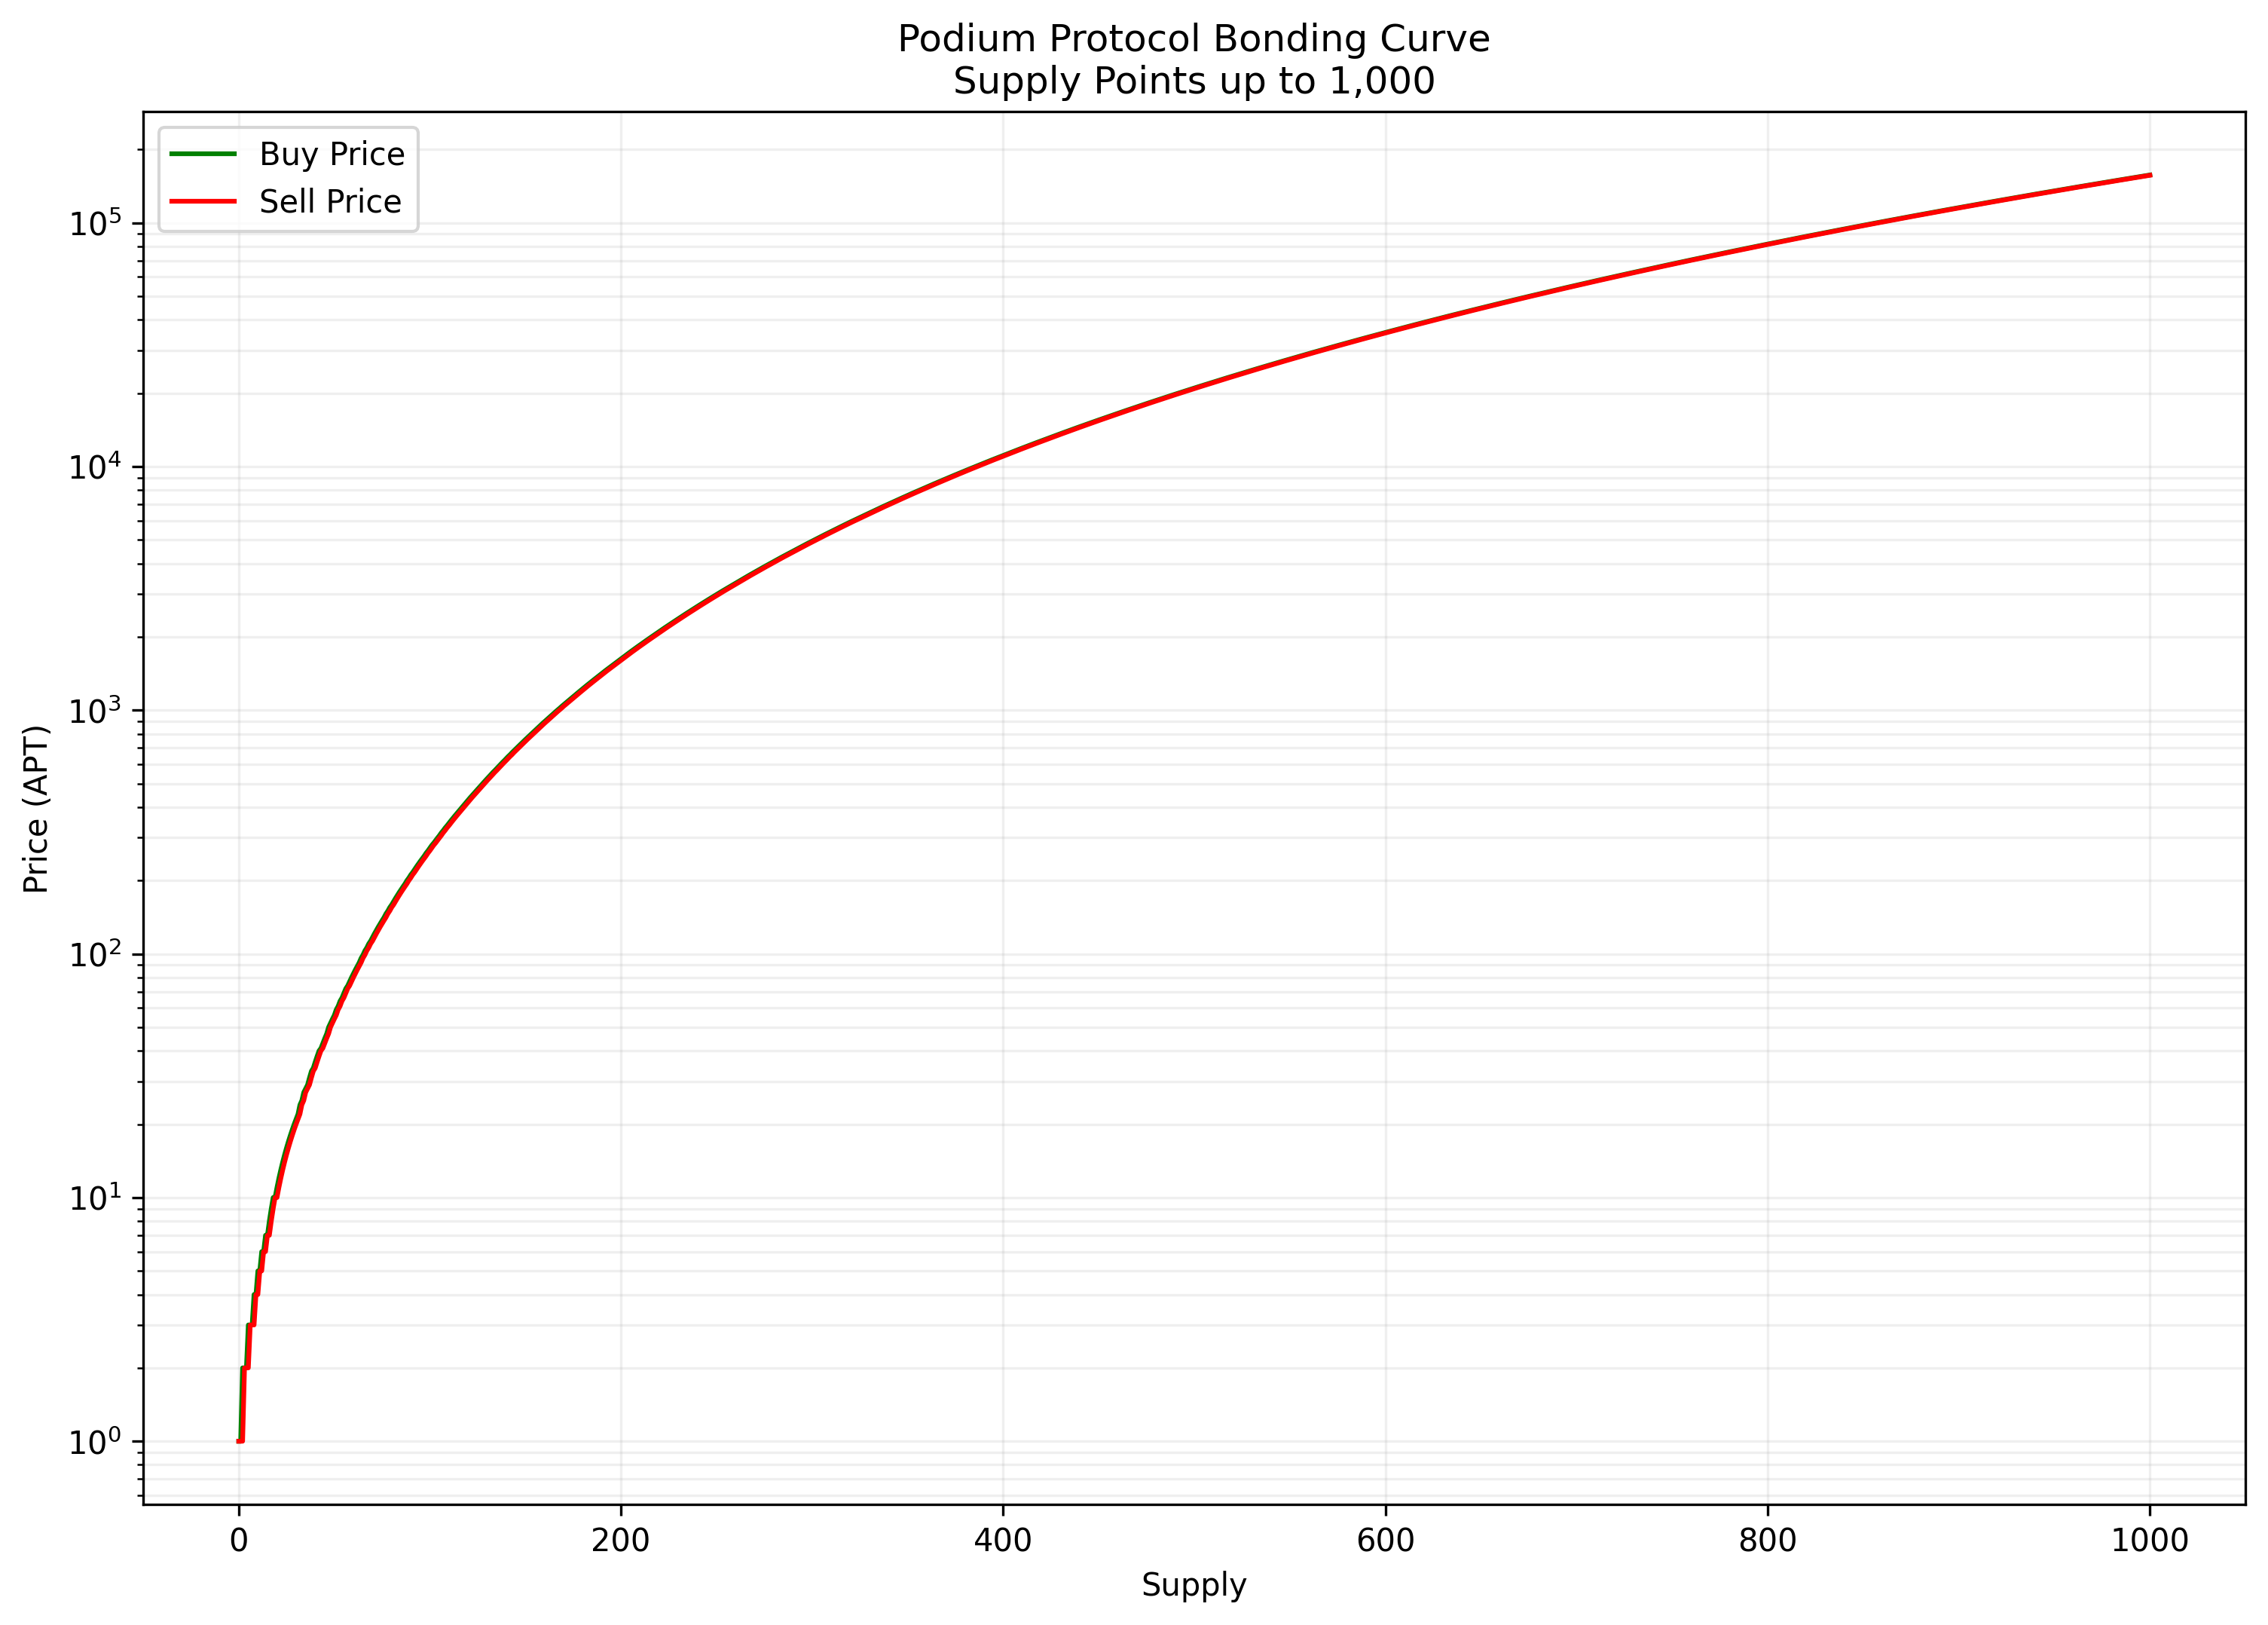 Podium Protocol Bonding Curve
Supply Points up to 1,000
Buy Price
Sell Price
Price (APT)
10⁵
10⁴
10³
10²
10¹
10⁰
0 200 400 600 800 1000
Supply